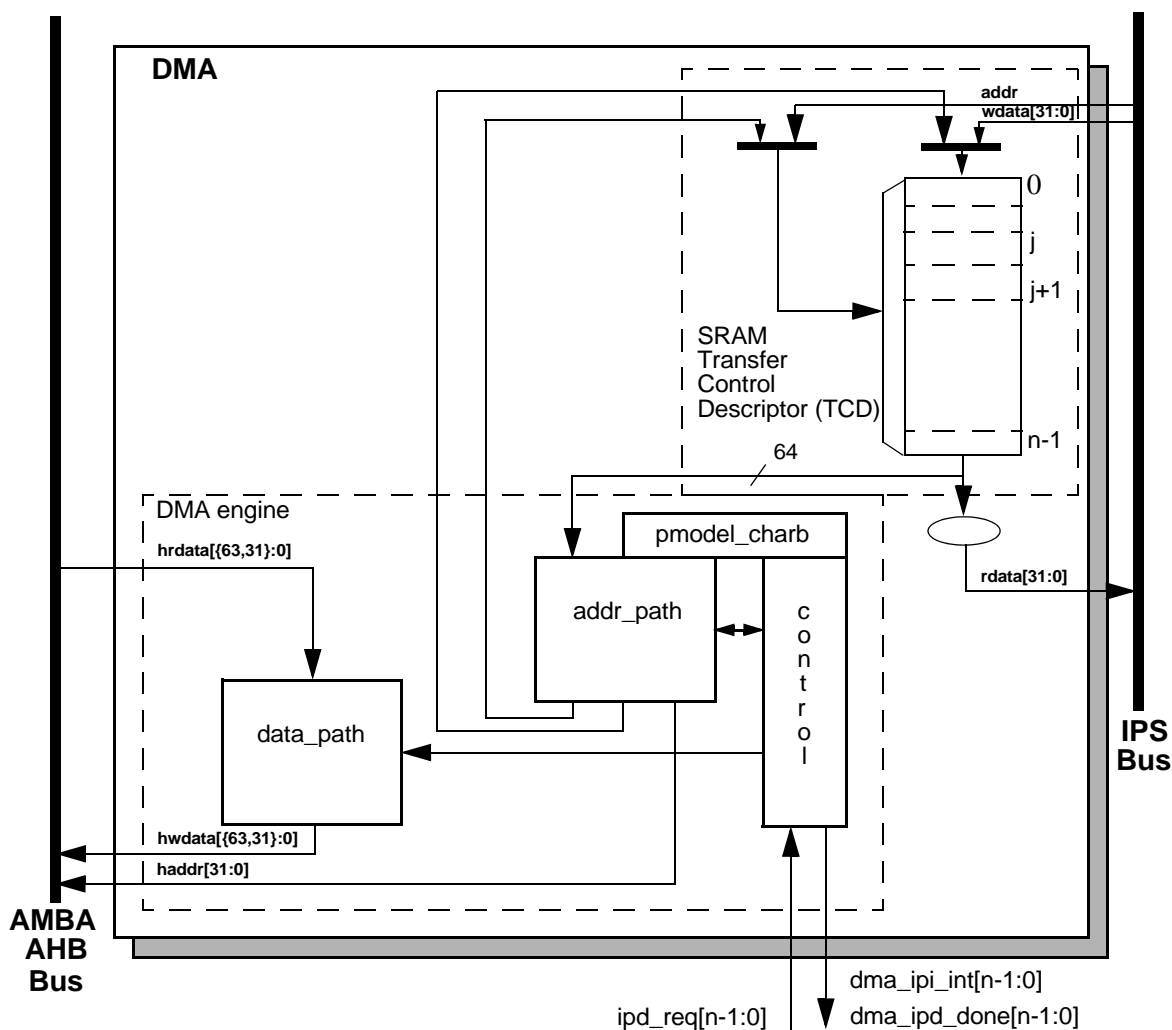 DMA
addr
wdata[31:0]
0
j
j+1
SRAM
Transfer
Control
Descriptor (TCD)
n-1
64
DMA engine
pmodel_charb
hrdata[{63,31}:0]
rdata[31:0]
addr_path
control
data_path
IPS
Bus
hwdata[{63,31}:0]
haddr[31:0]
AMBA
AHB
Bus
dma_ipi_int[n-1:0]
ipd_req[n-1:0]
dma_ipd_done[n-1:0]